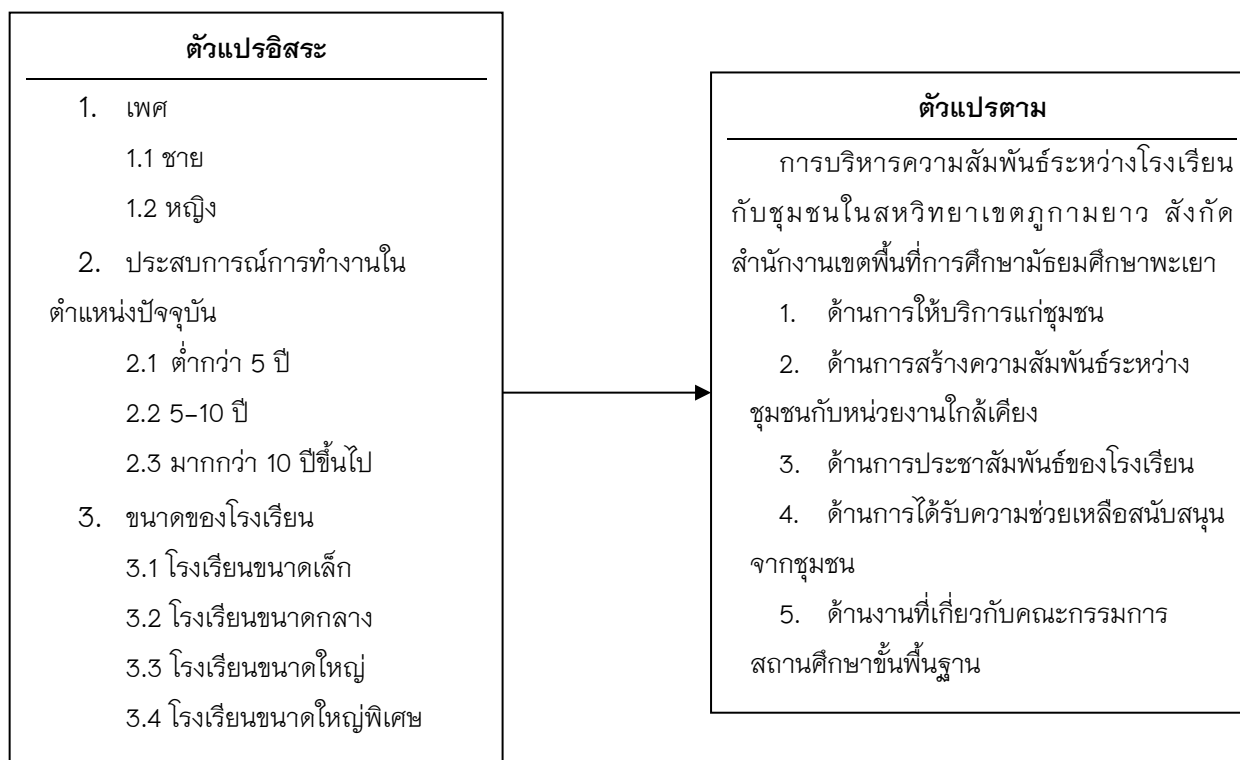 ตัวแปรอิสระ
1. เพศ
1.1 ชาย
1.2 หญิง
2. ประสบการณ์การทำงานใน
ตำแหน่งปัจจุบัน
2.1 ต่ำกว่า 5 ปี
2.2 5-10 ปี
2.3 มากกว่า 10 ปีขึ้นไป
3. ขนาดของโรงเรียน
3.1 โรงเรียนขนาดเล็ก
3.2 โรงเรียนขนาดกลาง
3.3 โรงเรียนขนาดใหญ่
3.4 โรงเรียนขนาดใหญ่พิเศษ
ตัวแปรตาม
การบริหารความสัมพันธ์ระหว่างโรงเรียน
กับชุมชนในสหวิทยาเขตภูกามยาว สังกัด
สำนักงานเขตพื้นที่การศึกษามัธยมศึกษาพะเยา
1. ด้านการให้บริการแก่ชุมชน
2. ด้านการสร้างความสัมพันธ์ระหว่าง
ชุมชนกับหน่วยงานใกล้เคียง
3. ด้านการประชาสัมพันธ์ของโรงเรียน
4. ด้านการได้รับความช่วยเหลือสนับสนุน
จากชุมชน
5. ด้านงานที่เกี่ยวกับคณะกรรมการ
สถานศึกษาขั้นพื้นฐาน